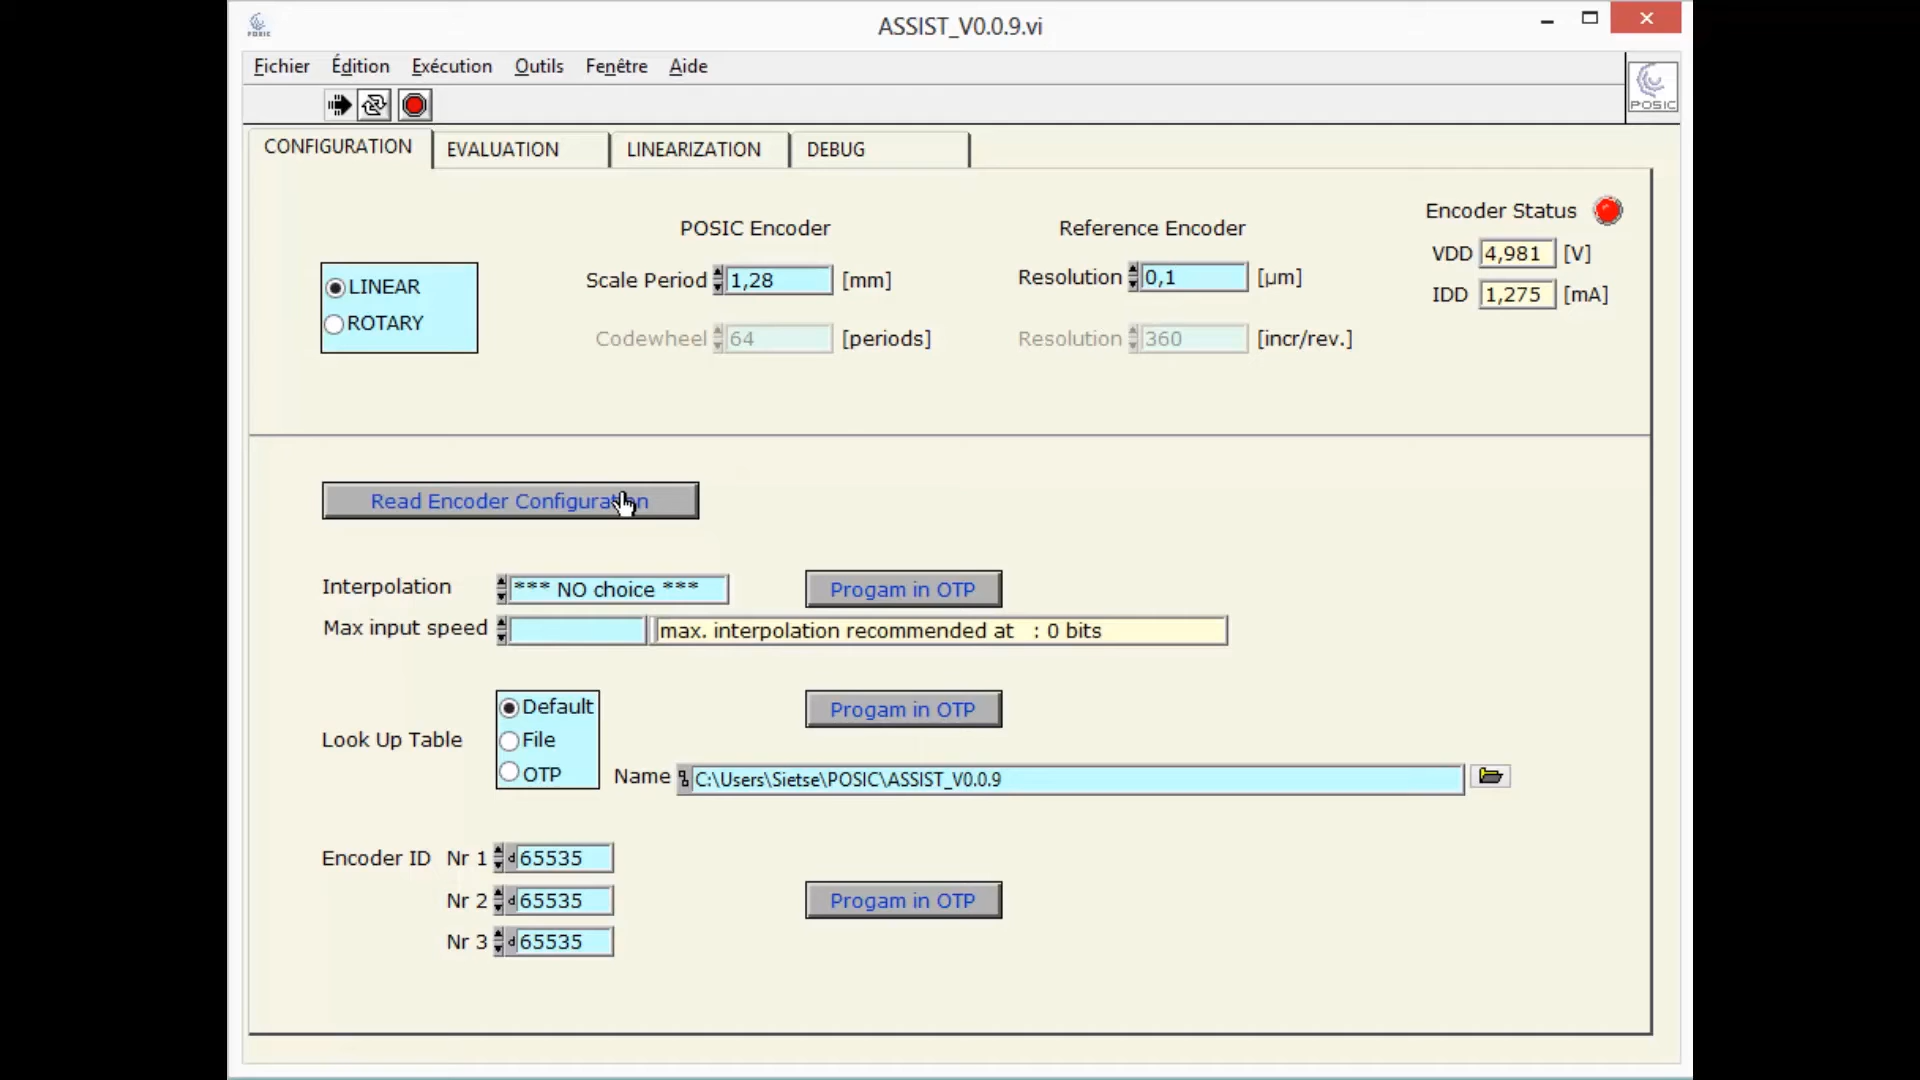 POSIC
ASSIST_V0.0.9.vi
Fichier Édition Exécution Outils Fenêtre Aide
POSIC
CONFIGURATION EVALUATION LINEARIZATION DEBUG
POSIC Encoder
Reference Encoder
Encoder Status
LINEAR
ROTARY
Scale Period 1,28 [mm]
Resolution 0,1 [µm]
VDD 4,981 [V]
IDD 1,275 [mA]
Codewheel 64 [periods]
Resolution 360 [incr/rev.]
Read Encoder Configuration
Interpolation *** NO choice *** Progam in OTP
Max input speed max. interpolation recommended at : 0 bits
Look Up Table
Default
File
OTP
Progam in OTP
Name C:\Users\Sietse\POSIC\ASSIST_V0.0.9
Encoder ID Nr 1 d 65535
Nr 2 d 65535
Progam in OTP
Nr 3 d 65535